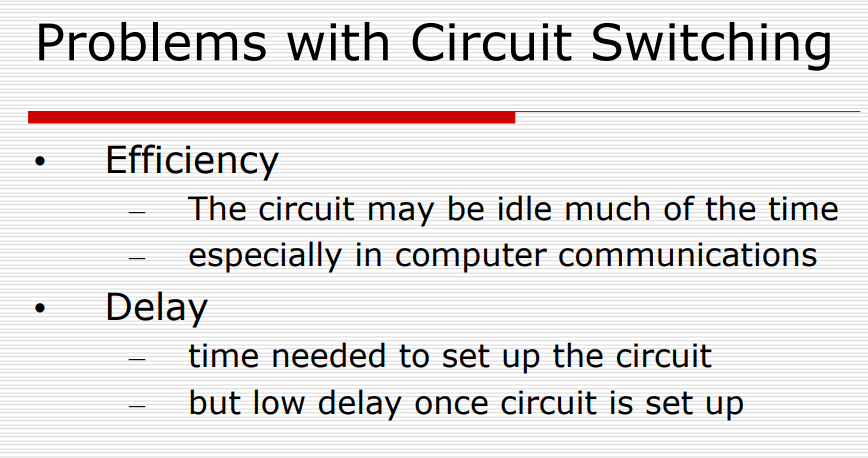 Problems with Circuit Switching
• Efficiency
– The circuit may be idle much of the time
– especially in computer communications
• Delay
– time needed to set up the circuit
– but low delay once circuit is set up